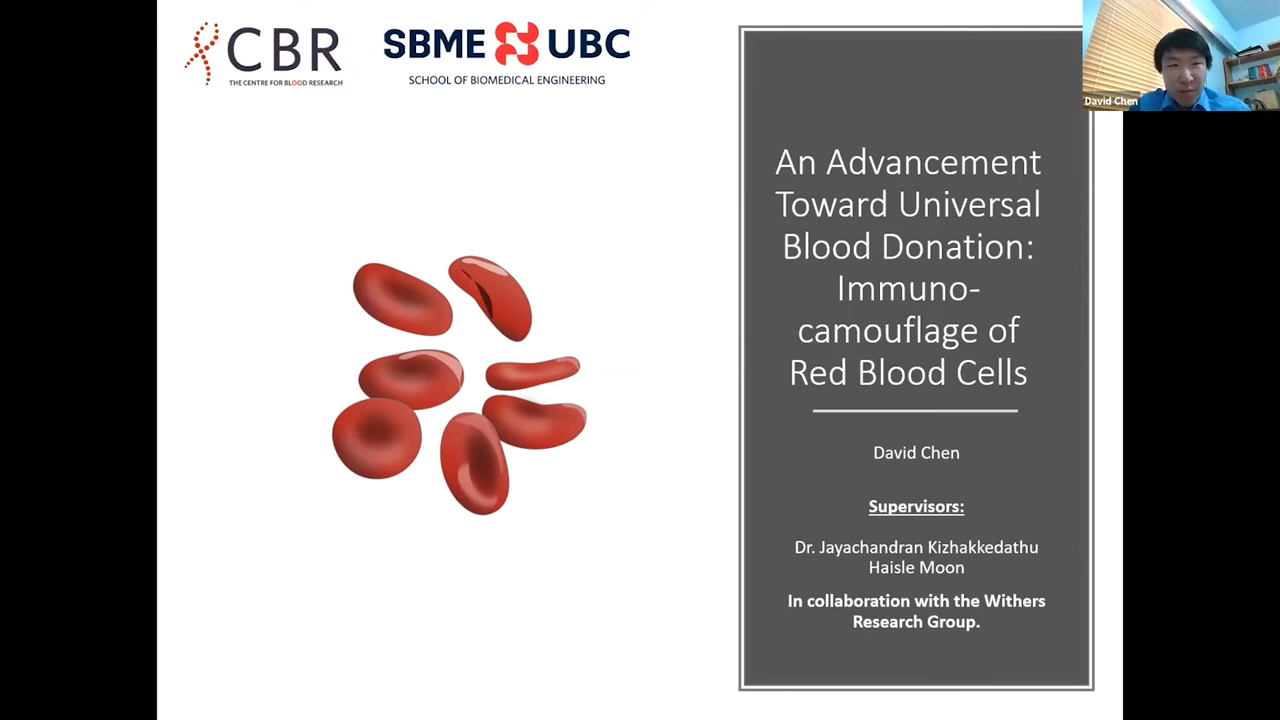 CBR
THE CENTRE FOR BLOOD RESEARCH
SBME UBC
SCHOOL OF BIOMEDICAL ENGINEERING
David Chen
An Advancement
Toward Universal
Blood Donation:
Immuno-
camouflage of
Red Blood Cells
David Chen
Supervisors:
Dr. Jayachandran Kizhakkedathu
Haisle Moon
In collaboration with the Withers
Research Group.